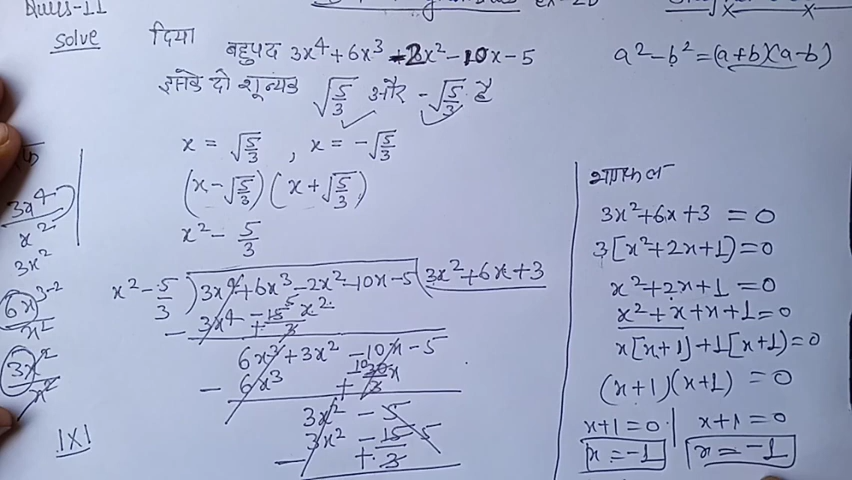 Solve दिया
बहुपद 3x⁴+6x³-2x²-10x-5
a²-b²=(a+b)(a-b)
इसके दो शून्यक √5/3 और -√5/3 है
x = √5/3 , x = -√5/3
(x-√5/3)(x+√5/3)
x² - 5/3
x²-5/3)3x⁴+6x³-2x²-10x-5(3x²+6x+3
-3x⁴ -15/3 5 x²
+
6x³+3x²-10x-5
-6x³ +10 30/3 x
3x² - 5
3x² - 15/3 5
- +
3x⁴/x²
3x²
6x³⁻²/x²
3x²/x²
1x1
भागफल
3x²+6x+3 = 0
3[x²+2x+1]=0
x²+2x+1 = 0
x²+x+x+1=0
x[x+1]+1[x+1]=0
(x+1)(x+1) = 0
x+1=0 | x+1=0
x=-1 x=-1